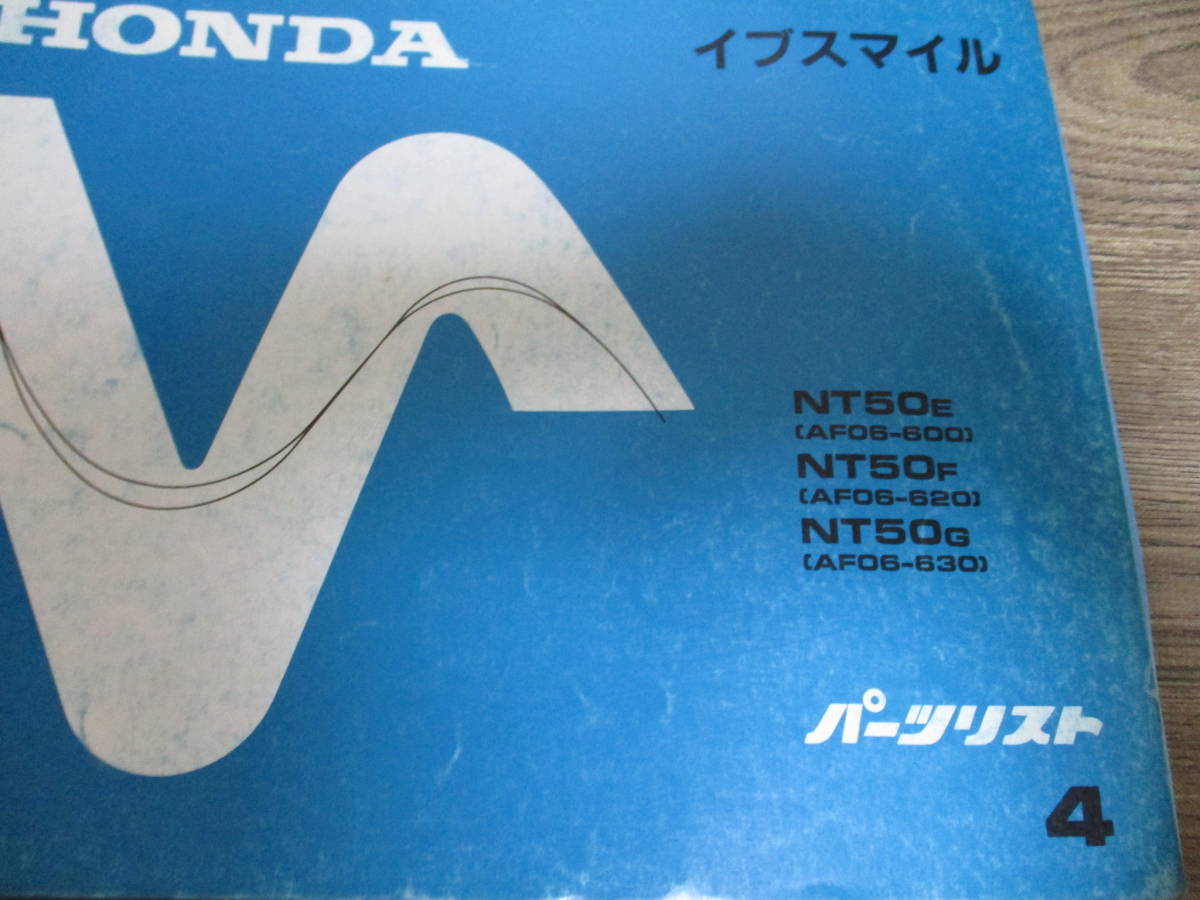 HONDA
イブスマイル
NT50E
(AF06-600)
NT50F
(AF06-620)
NT50G
(AF06-630)
パーツリスト
4